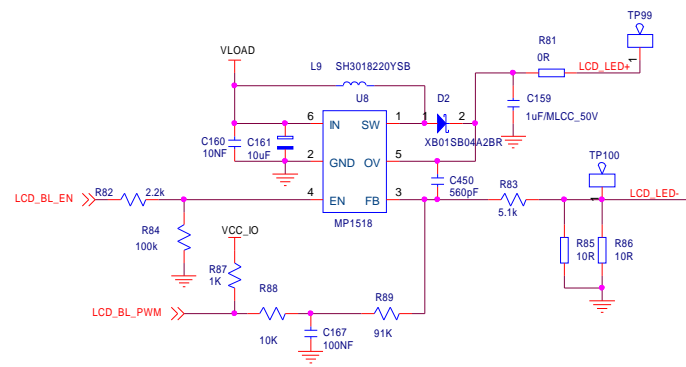 TP99
R81
0R
LCD_LED+
1
VLOAD
L9 SH3018220YSB
U8
D2
C159
1uF/MLCC_50V
6 IN SW 1
1 2
XB01SB04A2BR
C160
10NF
C161
10uF
2 GND OV 5
TP100
C450
560pF
R83
5.1k
1
LCD_LED-
LCD_BL_EN
R82 2.2k
4 EN FB 3
MP1518
R84
100k
R85
10R
R86
10R
VCC_IO
R87
1K
R88
R89
LCD_BL_PWM
10K
C167
100NF
91K